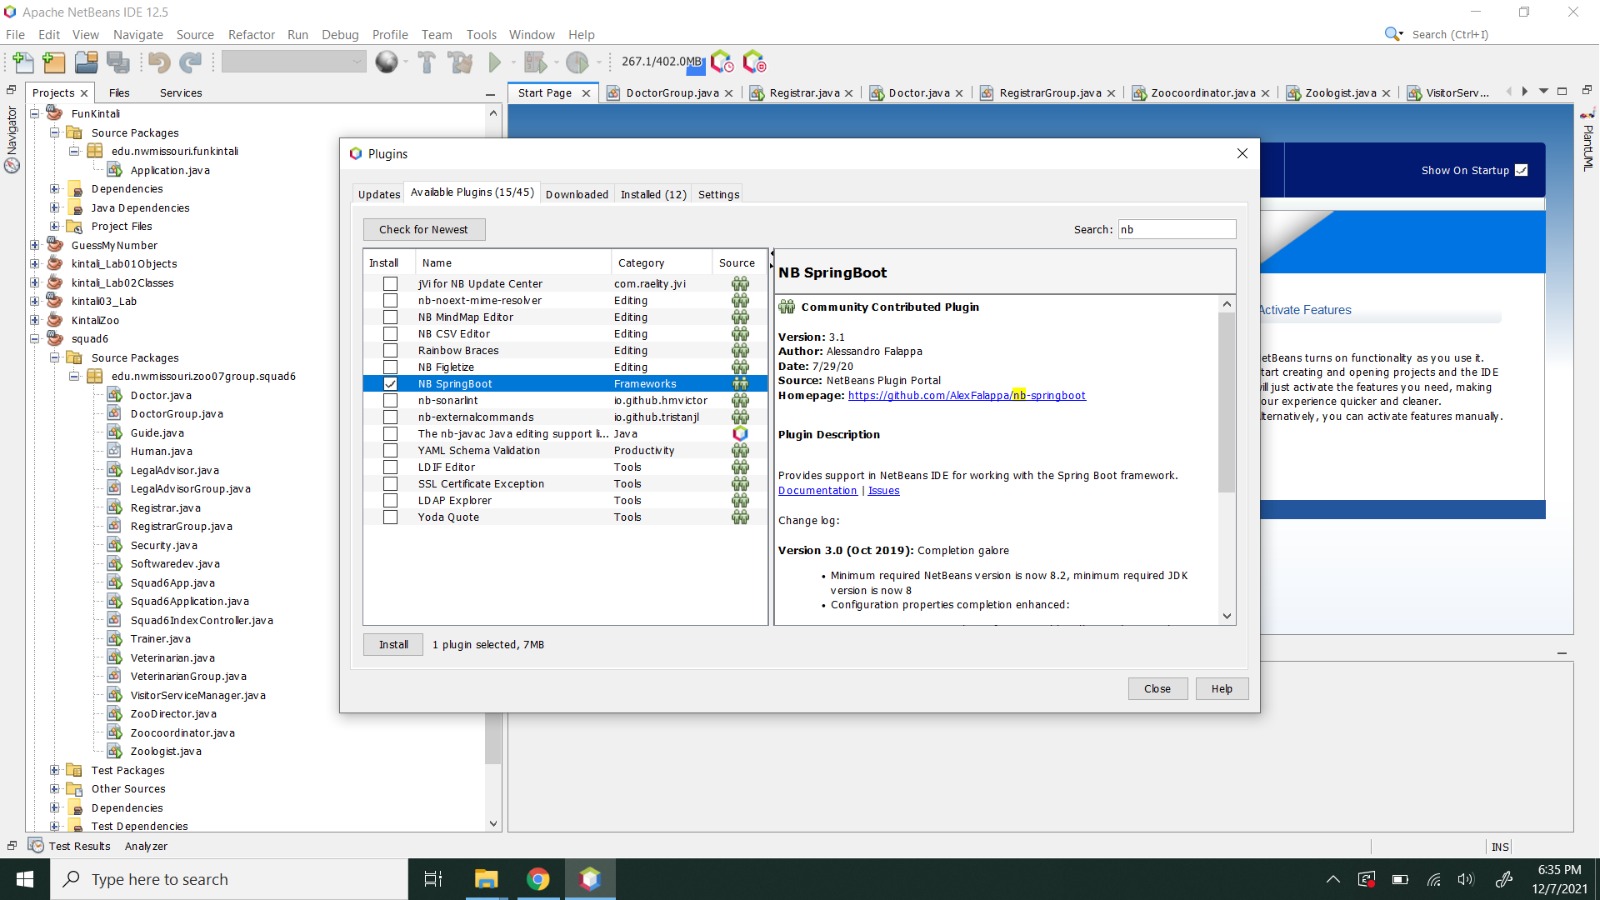 Apache NetBeans IDE 12.5
File Edit View Navigate Source Refactor Run Debug Profile Team Tools Window Help
Search (Ctrl+I)
267.1/402.0MB
Projects Files Services
Start Page DoctorGroup.java Registrar.java Doctor.java RegistrarGroup.java Zoocoordinator.java Zoologist.java VisitorServ...
Navigator
PlantUML
FunKintali
Source Packages
edu.nwmissouri.funkintali
Application.java
Dependencies
Java Dependencies
Project Files
GuessMyNumber
kintali_Lab01Objects
kintali_Lab02Classes
kintali03_Lab
KintaliZoo
squad6
Source Packages
edu.nwmissouri.zoo07group.squad6
Doctor.java
DoctorGroup.java
Guide.java
Human.java
LegalAdvisor.java
LegalAdvisorGroup.java
Registrar.java
RegistrarGroup.java
Security.java
Softwaredev.java
Squad6App.java
Squad6Application.java
Squad6IndexController.java
Trainer.java
Veterinarian.java
VeterinarianGroup.java
VisitorServiceManager.java
ZooDirector.java
Zoocoordinator.java
Zoologist.java
Test Packages
Other Sources
Dependencies
Test Dependencies
Plugins
Updates Available Plugins (15/45) Downloaded Installed (12) Settings
Check for Newest
Search: nb
Install Name Category Source
jVi for NB Update Center com.raelity.jvi
nb-noext-mime-resolver Editing
NB MindMap Editor Editing
NB CSV Editor Editing
Rainbow Braces Editing
NB Figletize Editing
NB SpringBoot Frameworks
nb-sonarlint io.github.hmvictor
nb-externalcommands io.github.tristanjl
The nb-javac Java editing support li... Java
YAML Schema Validation Productivity
LDIF Editor Tools
SSL Certificate Exception Tools
LDAP Explorer Tools
Yoda Quote Tools
NB SpringBoot
Community Contributed Plugin
Version: 3.1
Author: Alessandro Falappa
Date: 7/29/20
Source: NetBeans Plugin Portal
Homepage: https://github.com/AlexFalappa/nb-springboot
Plugin Description
Provides support in NetBeans IDE for working with the Spring Boot framework.
Documentation | Issues
Change log:
Version 3.0 (Oct 2019): Completion galore
• Minimum required NetBeans version is now 8.2, minimum required JDK
version is now 8
• Configuration properties completion enhanced:
Install 1 plugin selected, 7MB
Close Help
Show On Startup
Activate Features
etBeans turns on functionality as you use it.
tart creating and opening projects and the IDE
ill just activate the features you need, making
our experience quicker and cleaner.
lternatively, you can activate features manually.
Test Results Analyzer
INS
Type here to search
6:35 PM
12/7/2021